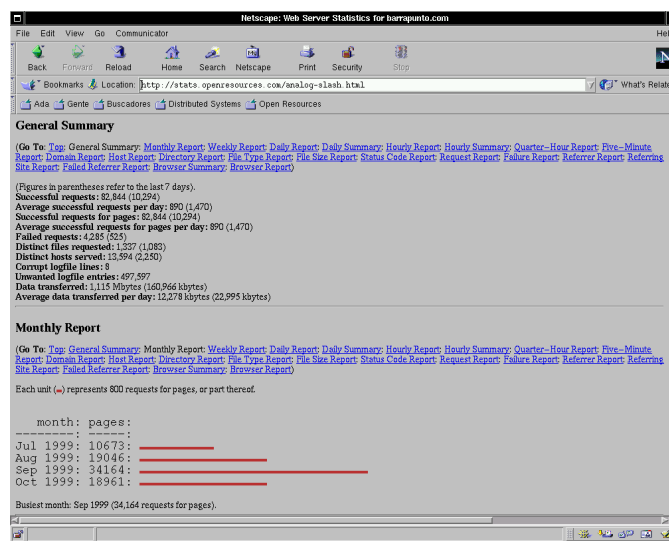 Netscape: Web Server Statistics for barrapunto.com
File Edit View Go Communicator Hel
Back Forward Reload Home Search Netscape Print Security Stop
Bookmarks Location: http://stats.openresources.com/analog-slash.html What's Relate
Ada Gente Buscadores Distributed Systems Open Resources
General Summary
(Go To: Top: General Summary: Monthly Report: Weekly Report: Daily Report: Daily Summary: Hourly Report: Hourly Summary: Quarter-Hour Report: Five-Minute
Report: Domain Report: Host Report: Directory Report: File Type Report: File Size Report: Status Code Report: Request Report: Failure Report: Referrer Report: Referring
Site Report: Failed Referrer Report: Browser Summary: Browser Report)
(Figures in parentheses refer to the last 7 days).
Successful requests: 82,844 (10,294)
Average successful requests per day: 890 (1,470)
Successful requests for pages: 82,844 (10,294)
Average successful requests for pages per day: 890 (1,470)
Failed requests: 4,285 (525)
Distinct files requested: 1,337 (1,083)
Distinct hosts served: 13,594 (2,250)
Corrupt logfile lines: 8
Unwanted logfile entries: 497,597
Data transferred: 1,115 Mbytes (160,966 kbytes)
Average data transferred per day: 12,278 kbytes (22,995 kbytes)
Monthly Report
(Go To: Top: General Summary: Monthly Report: Weekly Report: Daily Report: Daily Summary: Hourly Report: Hourly Summary: Quarter-Hour Report: Five-Minute
Report: Domain Report: Host Report: Directory Report: File Type Report: File Size Report: Status Code Report: Request Report: Failure Report: Referrer Report: Referring
Site Report: Failed Referrer Report: Browser Summary: Browser Report)
Each unit (▬) represents 800 requests for pages, or part thereof.
month: pages:
--------: -----:
Jul 1999: 10673:
Aug 1999: 19046:
Sep 1999: 34164:
Oct 1999: 18961:
Busiest month: Sep 1999 (34,164 requests for pages).